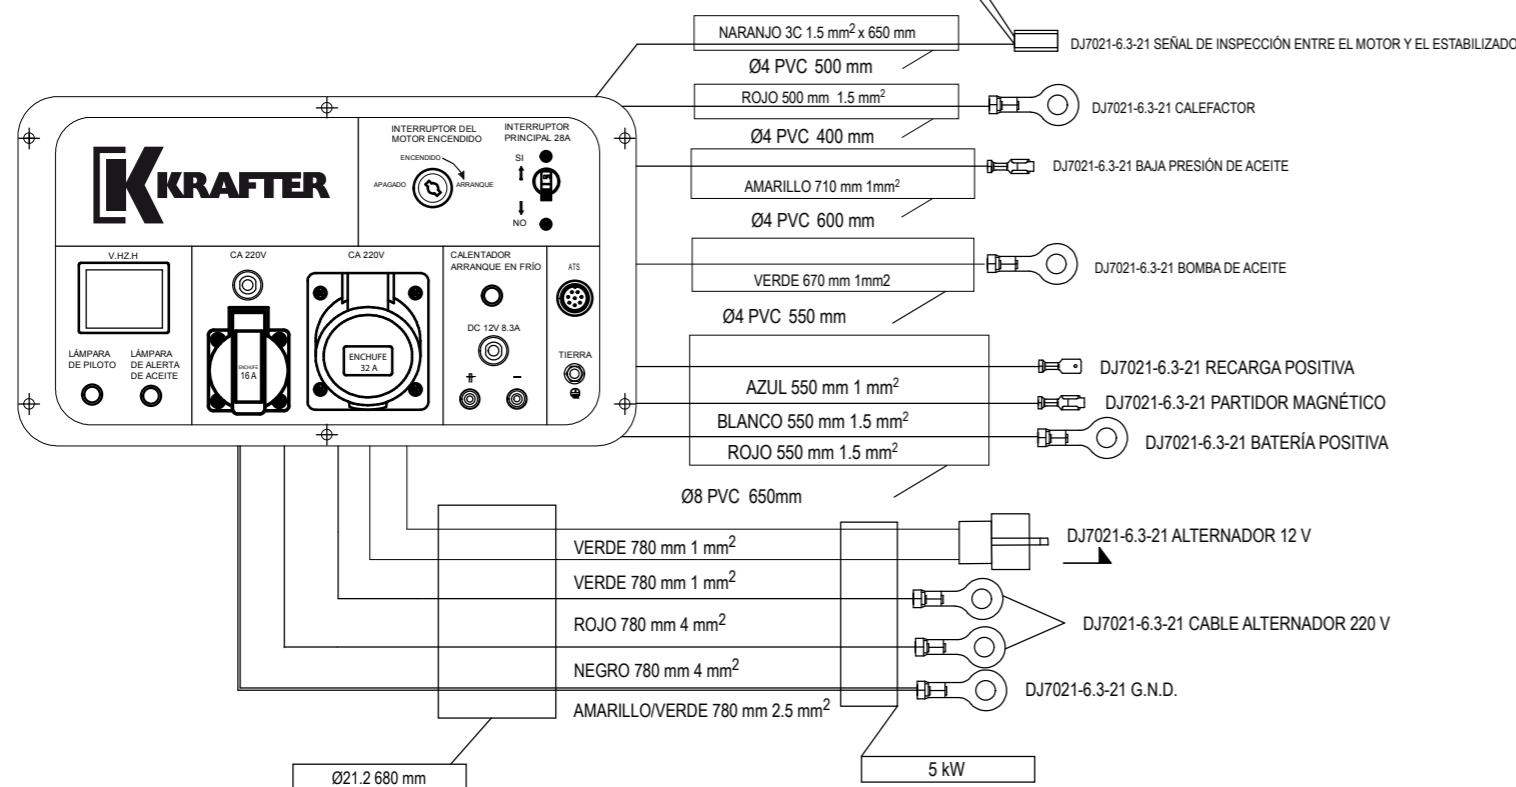 NARANJO 3C 1.5 mm² x 650 mm
DJ7021-6.3-21 SEÑAL DE INSPECCIÓN ENTRE EL MOTOR Y EL ESTABILIZADO
Ø4 PVC 500 mm
ROJO 500 mm 1.5 mm²
DJ7021-6.3-21 CALEFACTOR
Ø4 PVC 400 mm
DJ7021-6.3-21 BAJA PRESIÓN DE ACEITE
AMARILLO 710 mm 1mm²
Ø4 PVC 600 mm
DJ7021-6.3-21 BOMBA DE ACEITE
VERDE 670 mm 1mm2
Ø4 PVC 550 mm
DJ7021-6.3-21 RECARGA POSITIVA
AZUL 550 mm 1 mm²
DJ7021-6.3-21 PARTIDOR MAGNÉTICO
BLANCO 550 mm 1.5 mm²
DJ7021-6.3-21 BATERÍA POSITIVA
ROJO 550 mm 1.5 mm²
Ø8 PVC 650mm
KRAFTER
INTERRUPTOR DEL
MOTOR ENCENDIDO
ENCENDIDO
APAGADO
ARRANQUE
INTERRUPTOR
PRINCIPAL 28A
SI
NO
V.HZ.H
LÁMPARA
DE PILOTO
LÁMPARA
DE ALERTA
DE ACEITE
CA 220V
ENCHUFE
16 A
CA 220V
ENCHUFE
32 A
CALENTADOR
ARRANQUE EN FRÍO
DC 12V 8.3A
+
−
ATS
TIERRA
VERDE 780 mm 1 mm²
DJ7021-6.3-21 ALTERNADOR 12 V
VERDE 780 mm 1 mm²
ROJO 780 mm 4 mm²
DJ7021-6.3-21 CABLE ALTERNADOR 220 V
NEGRO 780 mm 4 mm²
DJ7021-6.3-21 G.N.D.
AMARILLO/VERDE 780 mm 2.5 mm²
Ø21.2 680 mm
5 kW